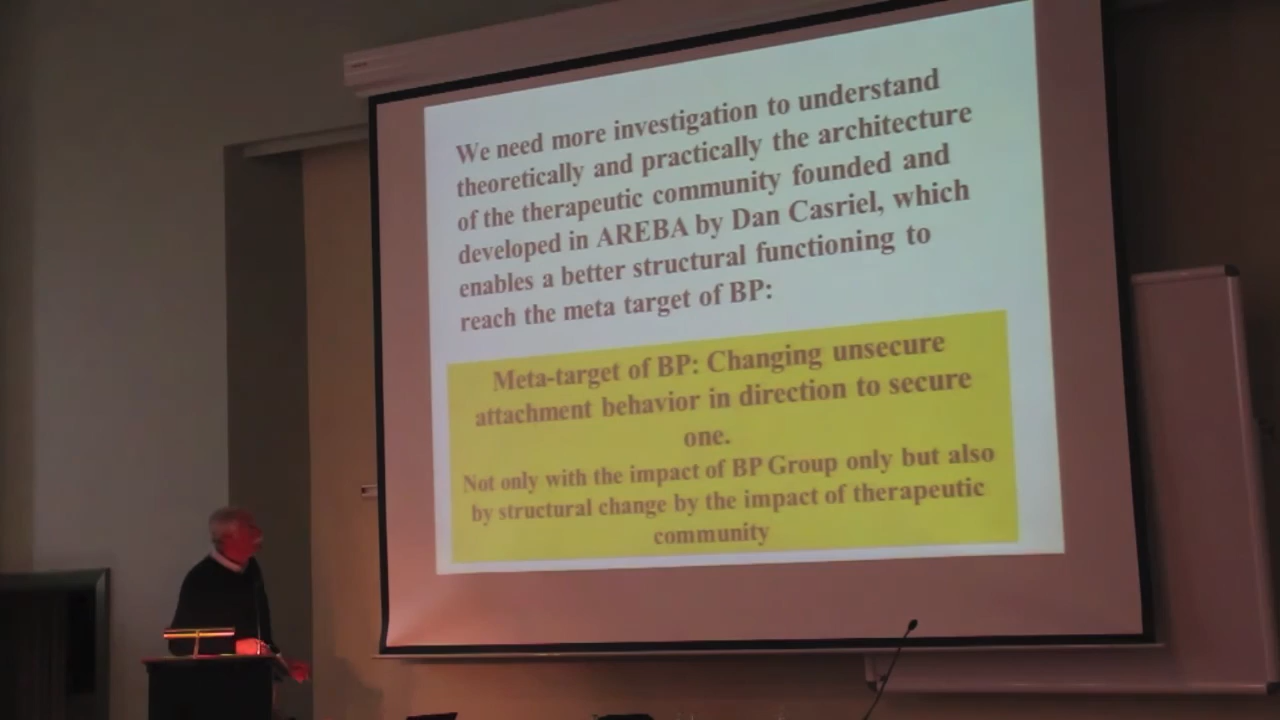 We need more investigation to understand
theoretically and practically the architecture
of the therapeutic community founded and
developed in AREBA by Dan Casriel, which
enables a better structural functioning to
reach the meta target of BP:
Meta-target of BP: Changing unsecure
attachment behavior in direction to secure
one.
Not only with the impact of BP Group only but also
by structural change by the impact of therapeutic
community